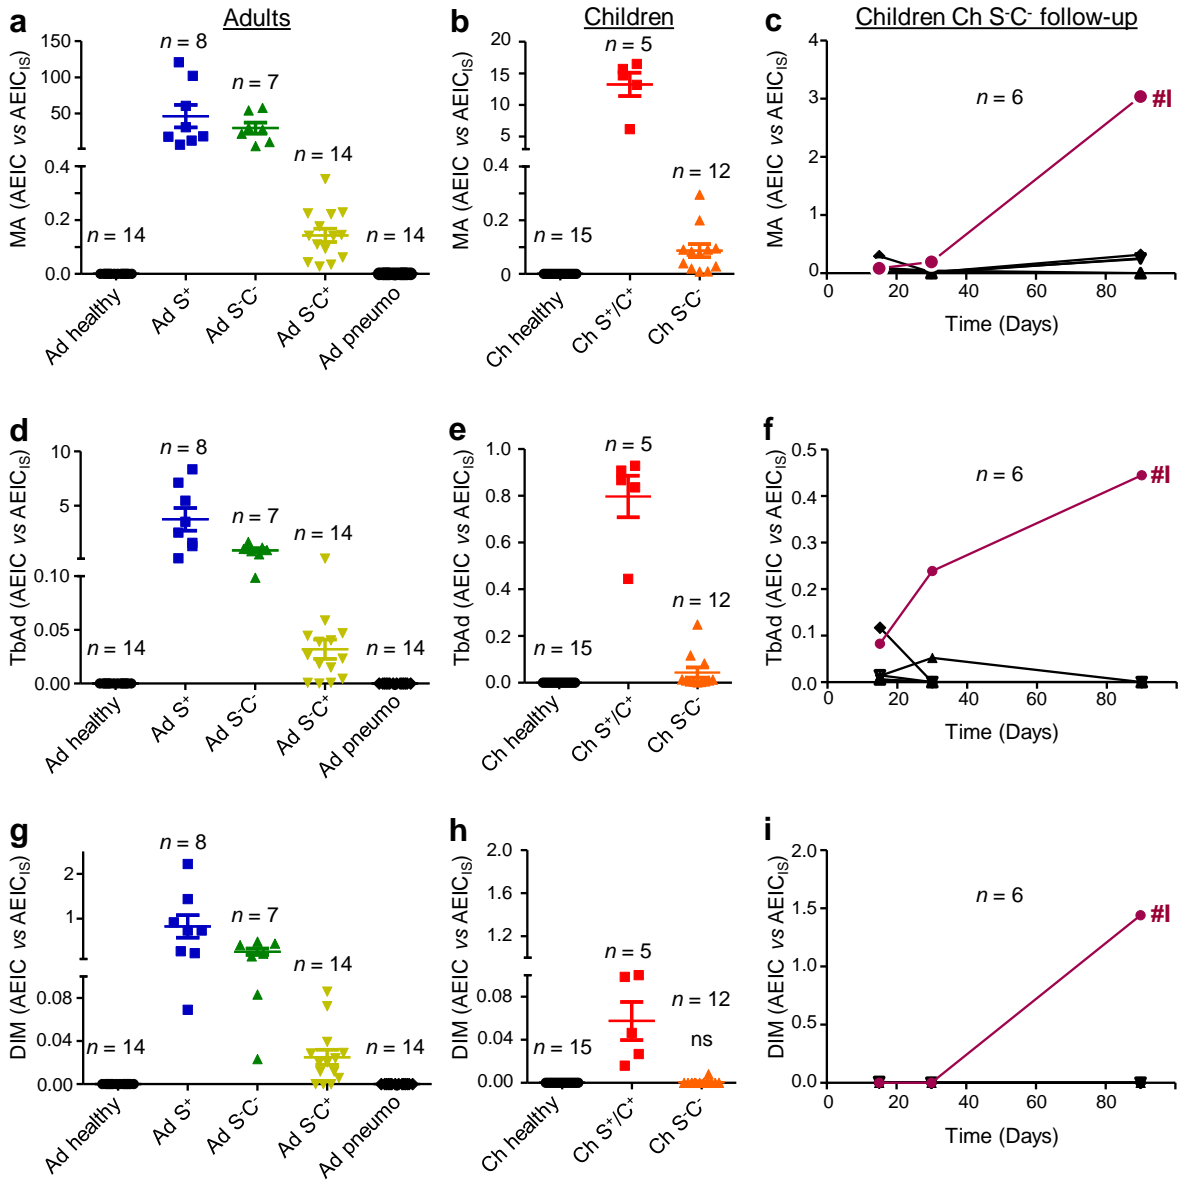 Adults
Children
Children Ch S⁻C⁻ follow-up
a
MA (AEIC vs AEIC_IS)
150
100
50
0.4
0.2
0.0
n = 14
n = 8
n = 7
n = 14
n = 14
Ad healthy
Ad S⁺
Ad S⁻C⁻
Ad S⁻C⁺
Ad pneumo
b
MA (AEIC vs AEIC_IS)
20
15
10
5
0.4
0.2
0
n = 15
n = 5
n = 12
Ch healthy
Ch S⁺/C⁺
Ch S⁻C⁻
c
MA (AEIC vs AEIC_IS)
4
3
2
1
0
n = 6
#I
0 20 40 60 80
Time (Days)
d
TbAd (AEIC vs AEIC_IS)
10
5
0.10
0.05
0.00
n = 14
n = 8
n = 7
n = 14
n = 14
Ad healthy
Ad S⁺
Ad S⁻C⁻
Ad S⁻C⁺
Ad pneumo
e
TbAd (AEIC vs AEIC_IS)
1.0
0.8
0.6
0.4
0.2
0.0
n = 15
n = 5
n = 12
Ch healthy
Ch S⁺/C⁺
Ch S⁻C⁻
f
TbAd (AEIC vs AEIC_IS)
0.5
0.4
0.3
0.2
0.1
0.0
n = 6
#I
0 20 40 60 80
Time (Days)
g
DIM (AEIC vs AEIC_IS)
2
1
0.08
0.04
0.00
n = 14
n = 8
n = 7
n = 14
n = 14
Ad healthy
Ad S⁺
Ad S⁻C⁻
Ad S⁻C⁺
Ad pneumo
h
DIM (AEIC vs AEIC_IS)
2.0
1.6
1.2
0.08
0.04
0.00
n = 15
n = 5
n = 12
ns
Ch healthy
Ch S⁺/C⁺
Ch S⁻C⁻
i
DIM (AEIC vs AEIC_IS)
2.0
1.5
1.0
0.5
0.0
n = 6
#I
0 20 40 60 80
Time (Days)